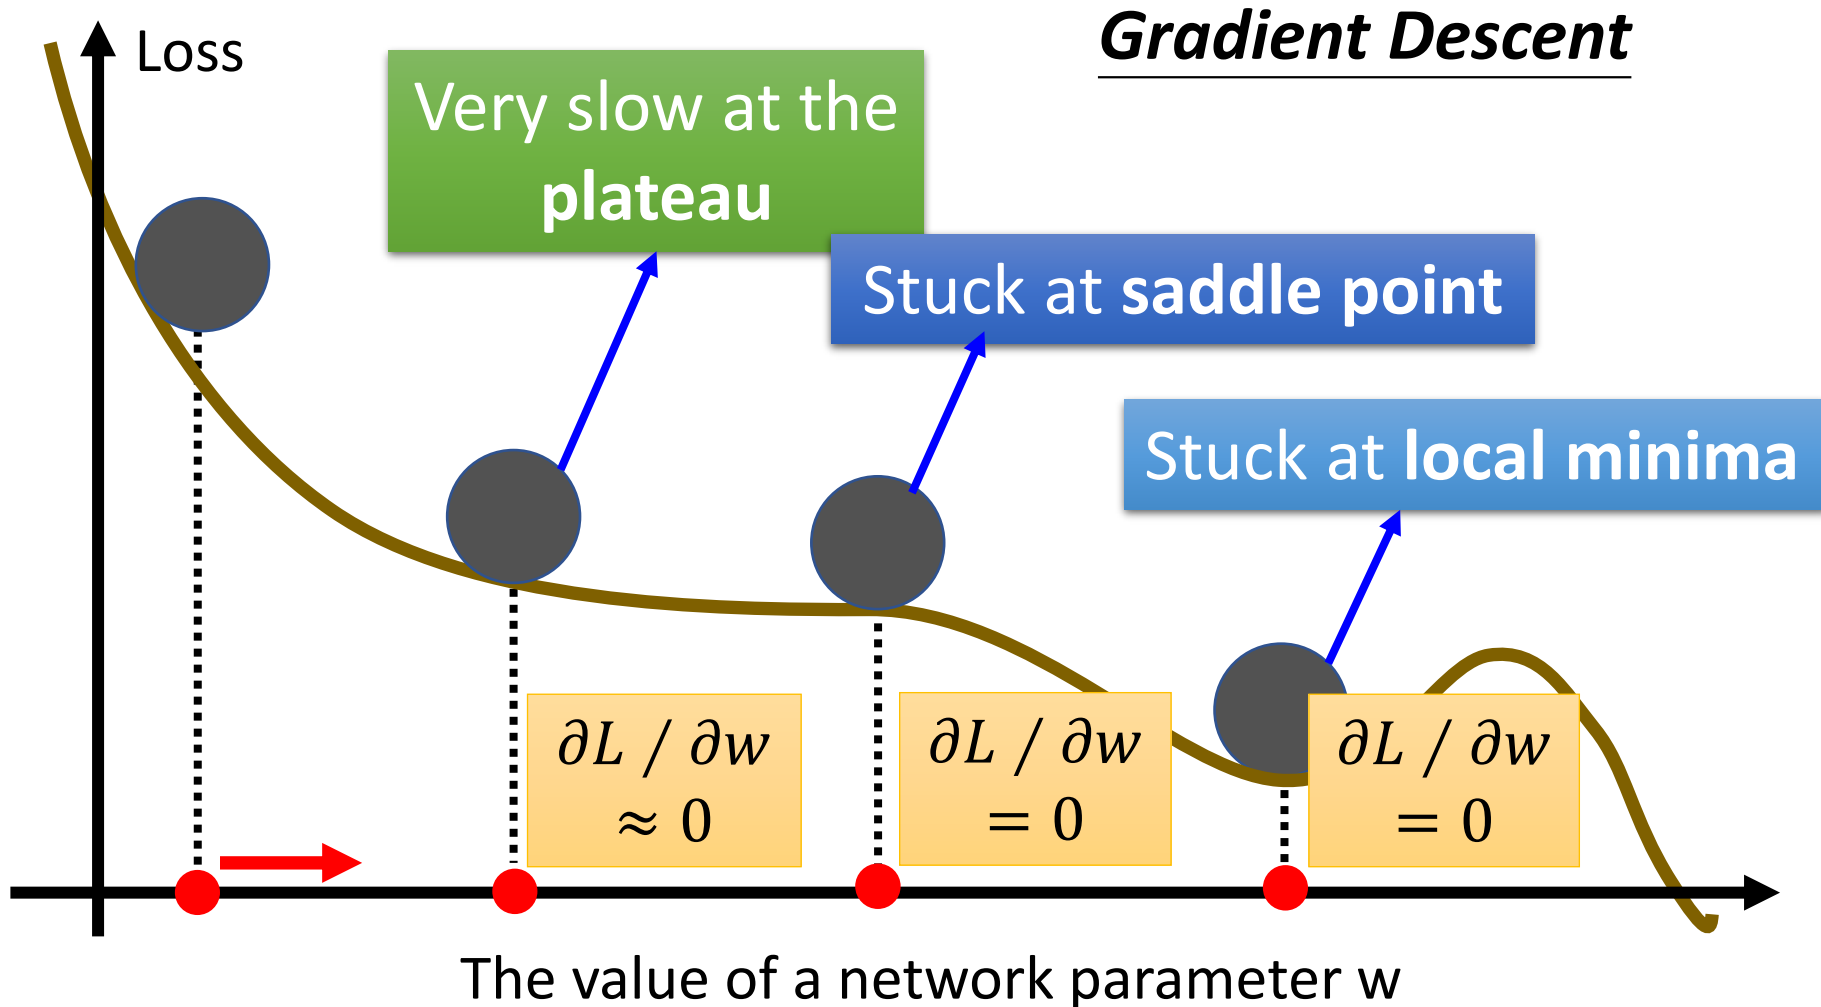 Gradient Descent
Loss
Very slow at the
plateau
Stuck at saddle point
Stuck at local minima
∂L / ∂w
≈ 0
∂L / ∂w
= 0
∂L / ∂w
= 0
The value of a network parameter w